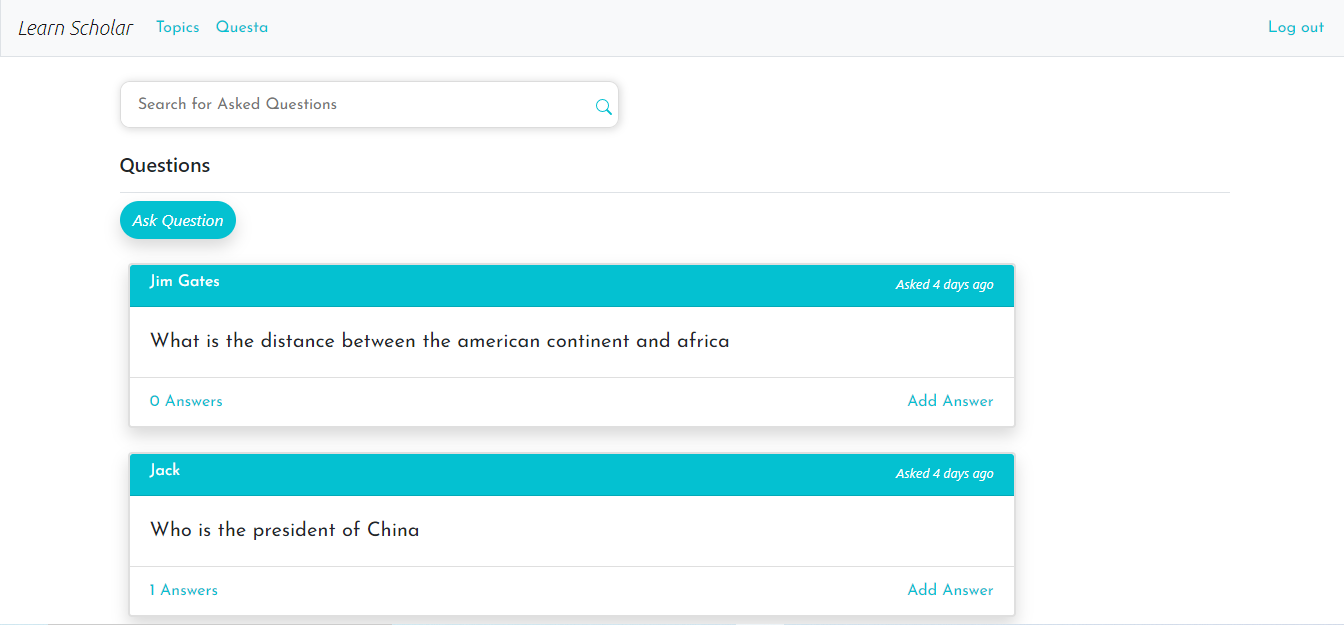 Learn Scholar Topics Questa Log out
Search for Asked Questions
Questions
Ask Question
Jim Gates Asked 4 days ago
What is the distance between the american continent and africa
0 Answers Add Answer
Jack Asked 4 days ago
Who is the president of China
1 Answers Add Answer